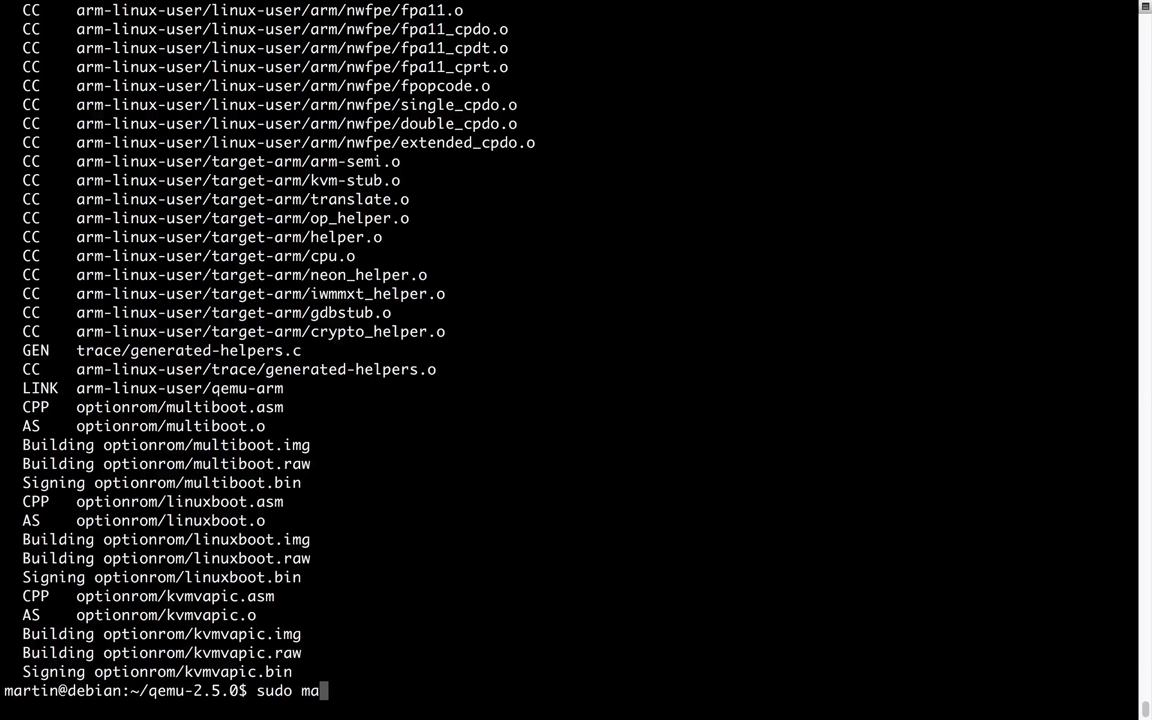 CC    arm-linux-user/linux-user/arm/nwfpe/fpa11.o
CC    arm-linux-user/linux-user/arm/nwfpe/fpa11_cpdo.o
CC    arm-linux-user/linux-user/arm/nwfpe/fpa11_cpdt.o
CC    arm-linux-user/linux-user/arm/nwfpe/fpa11_cprt.o
CC    arm-linux-user/linux-user/arm/nwfpe/fpopcode.o
CC    arm-linux-user/linux-user/arm/nwfpe/single_cpdo.o
CC    arm-linux-user/linux-user/arm/nwfpe/double_cpdo.o
CC    arm-linux-user/linux-user/arm/nwfpe/extended_cpdo.o
CC    arm-linux-user/target-arm/arm-semi.o
CC    arm-linux-user/target-arm/kvm-stub.o
CC    arm-linux-user/target-arm/translate.o
CC    arm-linux-user/target-arm/op_helper.o
CC    arm-linux-user/target-arm/helper.o
CC    arm-linux-user/target-arm/cpu.o
CC    arm-linux-user/target-arm/neon_helper.o
CC    arm-linux-user/target-arm/iwmmxt_helper.o
CC    arm-linux-user/target-arm/gdbstub.o
CC    arm-linux-user/target-arm/crypto_helper.o
GEN   trace/generated-helpers.c
CC    arm-linux-user/trace/generated-helpers.o
LINK  arm-linux-user/qemu-arm
CPP   optionrom/multiboot.asm
AS    optionrom/multiboot.o
Building optionrom/multiboot.img
Building optionrom/multiboot.raw
Signing optionrom/multiboot.bin
CPP   optionrom/linuxboot.asm
AS    optionrom/linuxboot.o
Building optionrom/linuxboot.img
Building optionrom/linuxboot.raw
Signing optionrom/linuxboot.bin
CPP   optionrom/kvmvapic.asm
AS    optionrom/kvmvapic.o
Building optionrom/kvmvapic.img
Building optionrom/kvmvapic.raw
Signing optionrom/kvmvapic.bin
martin@debian:~/qemu-2.5.0$ sudo ma